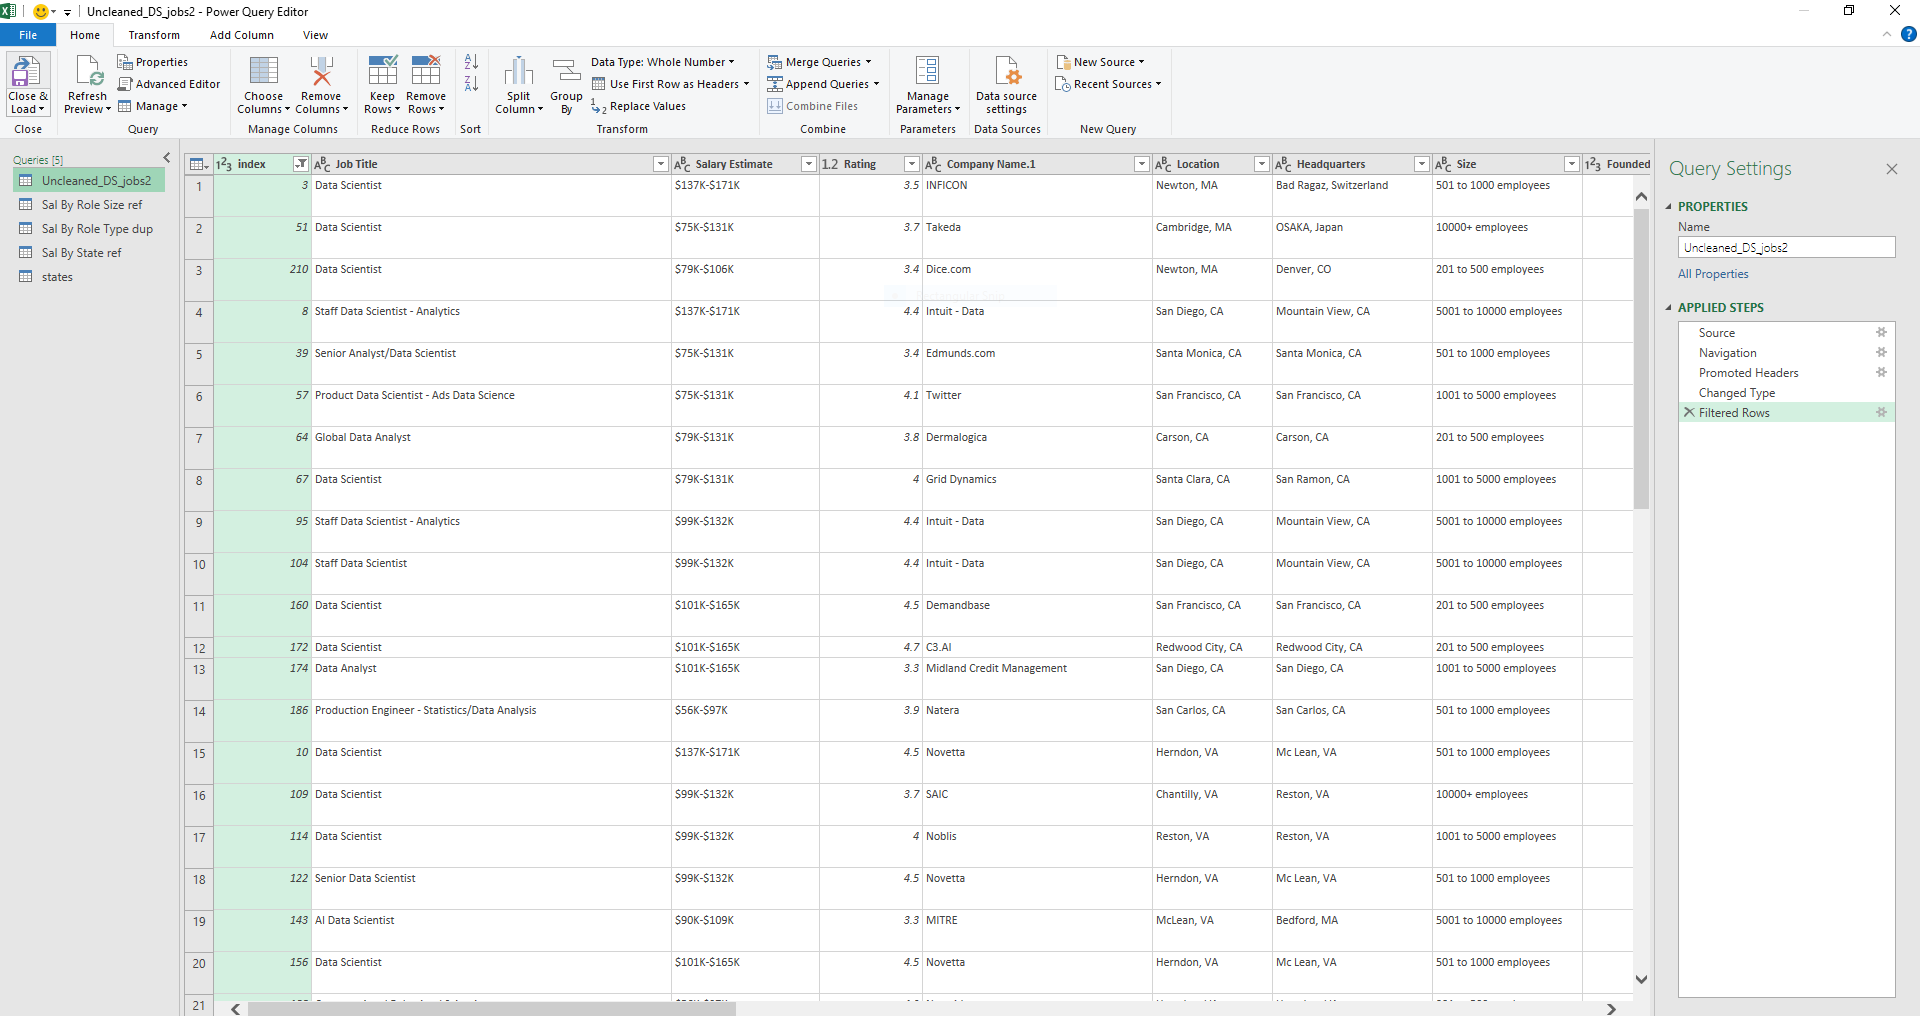 Uncleaned_DS_jobs2 - Power Query Editor
File Home Transform Add Column View
Close & Load
Close
Refresh Preview
Properties
Advanced Editor
Manage
Query
Choose Columns
Remove Columns
Manage Columns
Keep Rows
Remove Rows
Reduce Rows
Sort
Split Column
Group By
Data Type: Whole Number
Use First Row as Headers
Replace Values
Transform
Merge Queries
Append Queries
Combine Files
Combine
Manage Parameters
Parameters
Data source settings
Data Sources
New Source
Recent Sources
New Query
Queries [5]
Uncleaned_DS_jobs2
Sal By Role Size ref
Sal By Role Type dup
Sal By State ref
states
index Job Title Salary Estimate 1.2 Rating Company Name.1 Location Headquarters Size Founded
1 3 Data Scientist $137K-$171K 3.5 INFICON Newton, MA Bad Ragaz, Switzerland 501 to 1000 employees
2 51 Data Scientist $75K-$131K 3.7 Takeda Cambridge, MA OSAKA, Japan 10000+ employees
3 210 Data Scientist $79K-$106K 3.4 Dice.com Newton, MA Denver, CO 201 to 500 employees
4 8 Staff Data Scientist - Analytics $137K-$171K 4.4 Intuit - Data San Diego, CA Mountain View, CA 5001 to 10000 employees
5 39 Senior Analyst/Data Scientist $75K-$131K 3.4 Edmunds.com Santa Monica, CA Santa Monica, CA 501 to 1000 employees
6 57 Product Data Scientist - Ads Data Science $75K-$131K 4.1 Twitter San Francisco, CA San Francisco, CA 1001 to 5000 employees
7 64 Global Data Analyst $79K-$131K 3.8 Dermalogica Carson, CA Carson, CA 201 to 500 employees
8 67 Data Scientist $79K-$131K 4 Grid Dynamics Santa Clara, CA San Ramon, CA 1001 to 5000 employees
9 95 Staff Data Scientist - Analytics $99K-$132K 4.4 Intuit - Data San Diego, CA Mountain View, CA 5001 to 10000 employees
10 104 Staff Data Scientist $99K-$132K 4.4 Intuit - Data San Diego, CA Mountain View, CA 5001 to 10000 employees
11 160 Data Scientist $101K-$165K 4.5 Demandbase San Francisco, CA San Francisco, CA 201 to 500 employees
12 172 Data Scientist $101K-$165K 4.7 C3.AI Redwood City, CA Redwood City, CA 201 to 500 employees
13 174 Data Analyst $101K-$165K 3.3 Midland Credit Management San Diego, CA San Diego, CA 1001 to 5000 employees
14 186 Production Engineer - Statistics/Data Analysis $56K-$97K 3.9 Natera San Carlos, CA San Carlos, CA 501 to 1000 employees
15 10 Data Scientist $137K-$171K 4.5 Novetta Herndon, VA Mc Lean, VA 501 to 1000 employees
16 109 Data Scientist $99K-$132K 3.7 SAIC Chantilly, VA Reston, VA 10000+ employees
17 114 Data Scientist $99K-$132K 4 Noblis Reston, VA Reston, VA 1001 to 5000 employees
18 122 Senior Data Scientist $99K-$132K 4.5 Novetta Herndon, VA Mc Lean, VA 501 to 1000 employees
19 143 AI Data Scientist $90K-$109K 3.3 MITRE McLean, VA Bedford, MA 5001 to 10000 employees
20 156 Data Scientist $101K-$165K 4.5 Novetta Herndon, VA Mc Lean, VA 501 to 1000 employees
21
Query Settings
PROPERTIES
Name
Uncleaned_DS_jobs2
All Properties
APPLIED STEPS
Source
Navigation
Promoted Headers
Changed Type
Filtered Rows